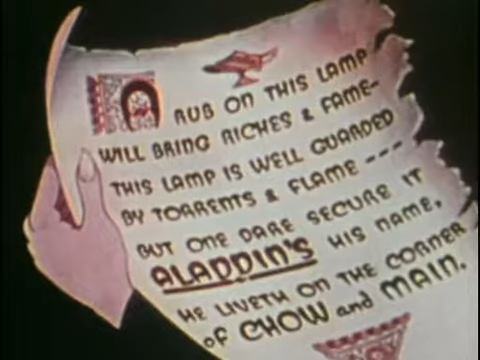 A RUB ON THIS LAMP
WILL BRING RICHES & FAME-
THIS LAMP IS WELL GUARDED
BY TORRENTS & FLAME ---
BUT ONE DARE SECURE IT
ALADDIN'S HIS NAME,
HE LIVETH ON THE CORNER
OF CHOW and MAIN.